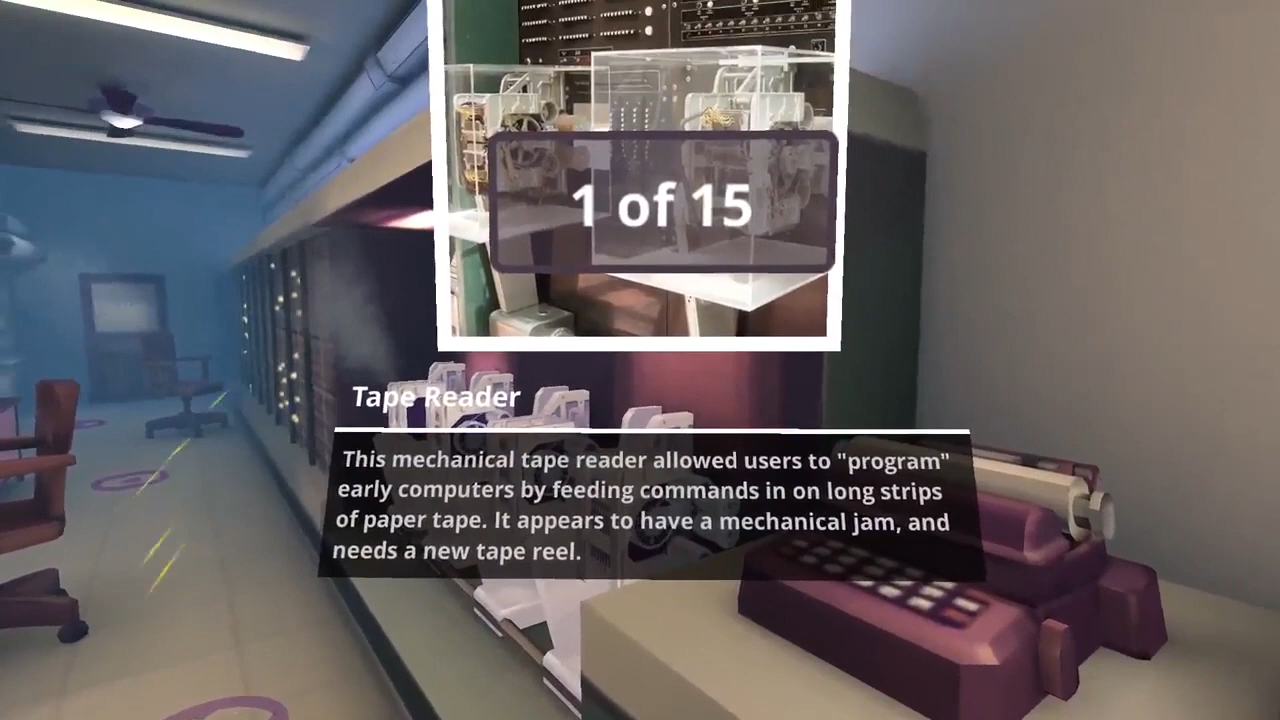 1 of 15
Tape Reader
This mechanical tape reader allowed users to "program"
early computers by feeding commands in on long strips
of paper tape. It appears to have a mechanical jam, and
needs a new tape reel.